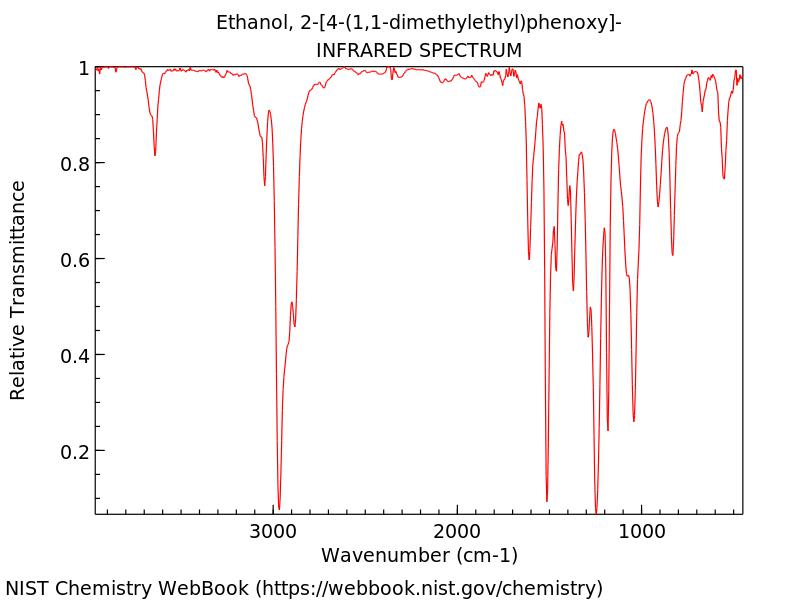 Ethanol, 2-[4-(1,1-dimethylethyl)phenoxy]-
INFRARED SPECTRUM
1
0.8
0.6
0.4
0.2
Relative Transmittance
3000 2000 1000
Wavenumber (cm-1)
NIST Chemistry WebBook (https://webbook.nist.gov/chemistry)